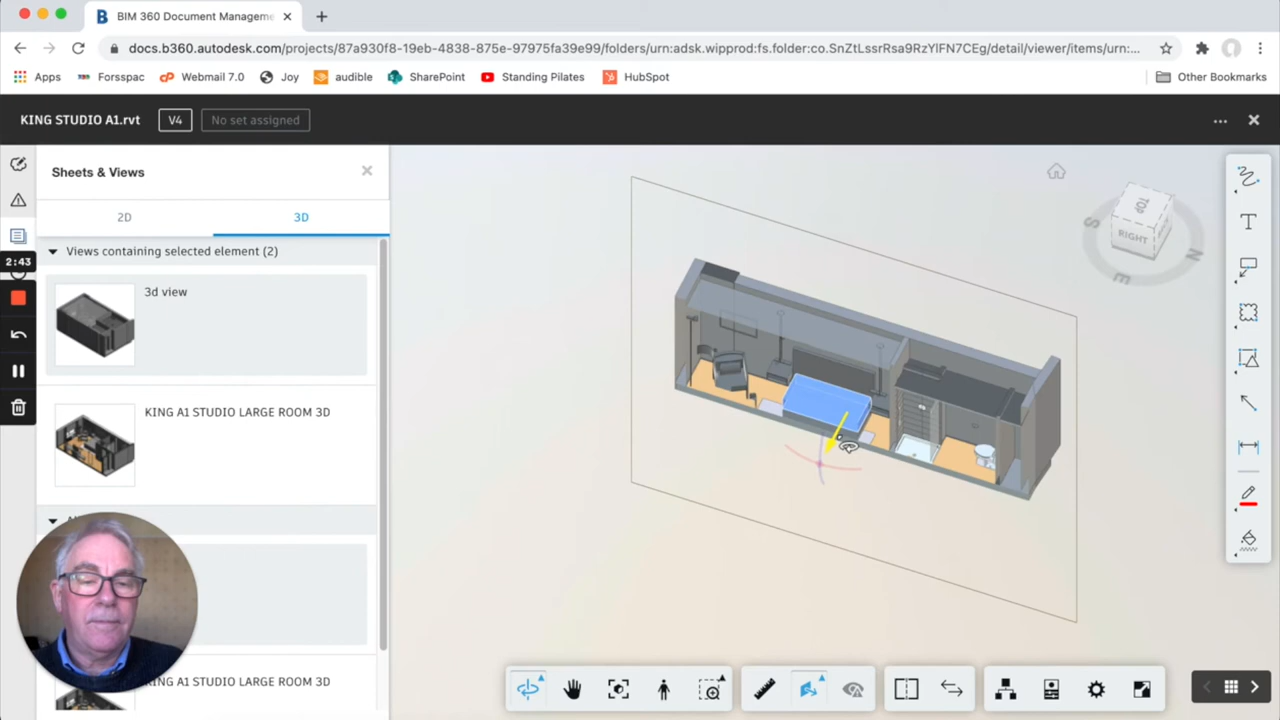 BIM 360 Document Manageme
docs.b360.autodesk.com/projects/87a930f8-19eb-4838-875e-97975fa39e99/folders/urn:adsk.wipprod:fs.folder:co.SnZtLssrRsa9RzYlFN7CEg/detail/viewer/items/urn:...
Apps Forsspac Webmail 7.0 Joy audible SharePoint Standing Pilates HubSpot Other Bookmarks
KING STUDIO A1.rvt V4 No set assigned
Sheets & Views
2D 3D
Views containing selected element (2)
2:43
3d view
KING A1 STUDIO LARGE ROOM 3D
KING A1 STUDIO LARGE ROOM 3D
TOP
S RIGHT N
E